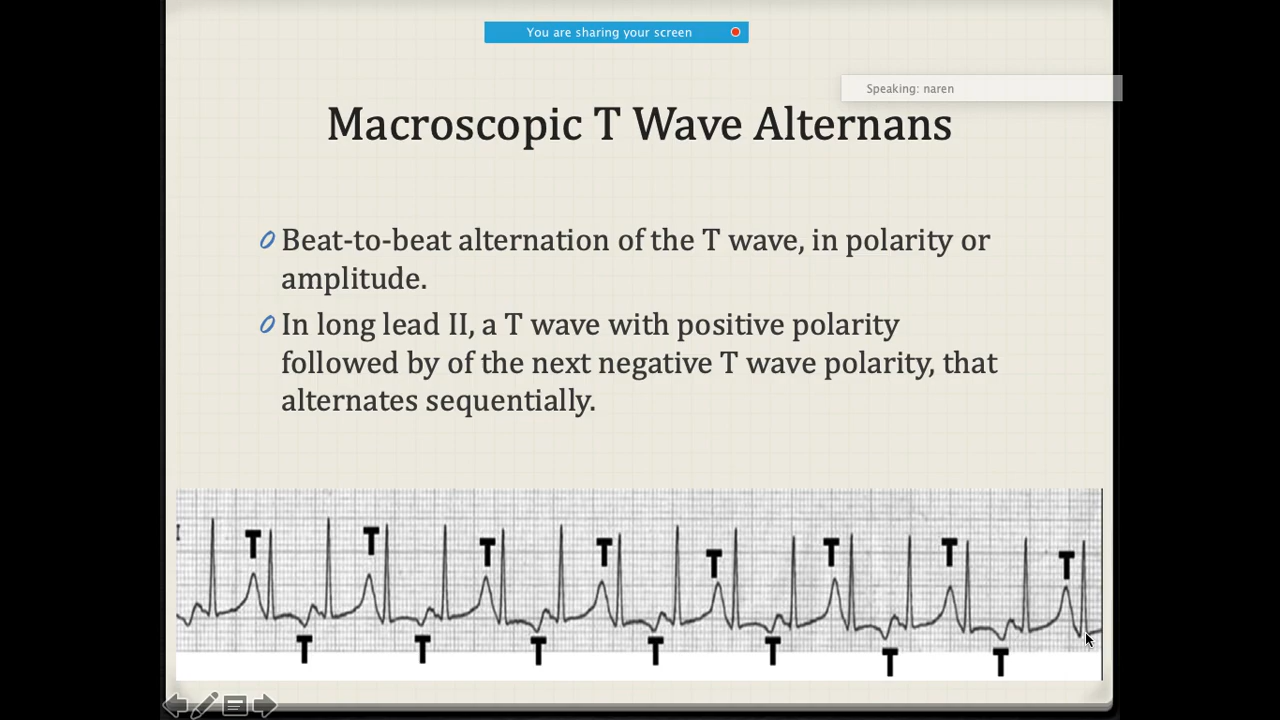 You are sharing your screen
Speaking: naren
Macroscopic T Wave Alternans
Beat-to-beat alternation of the T wave, in polarity or
amplitude.
In long lead II, a T wave with positive polarity
followed by of the next negative T wave polarity, that
alternates sequentially.
T T T T T T T T
T T T T T T T